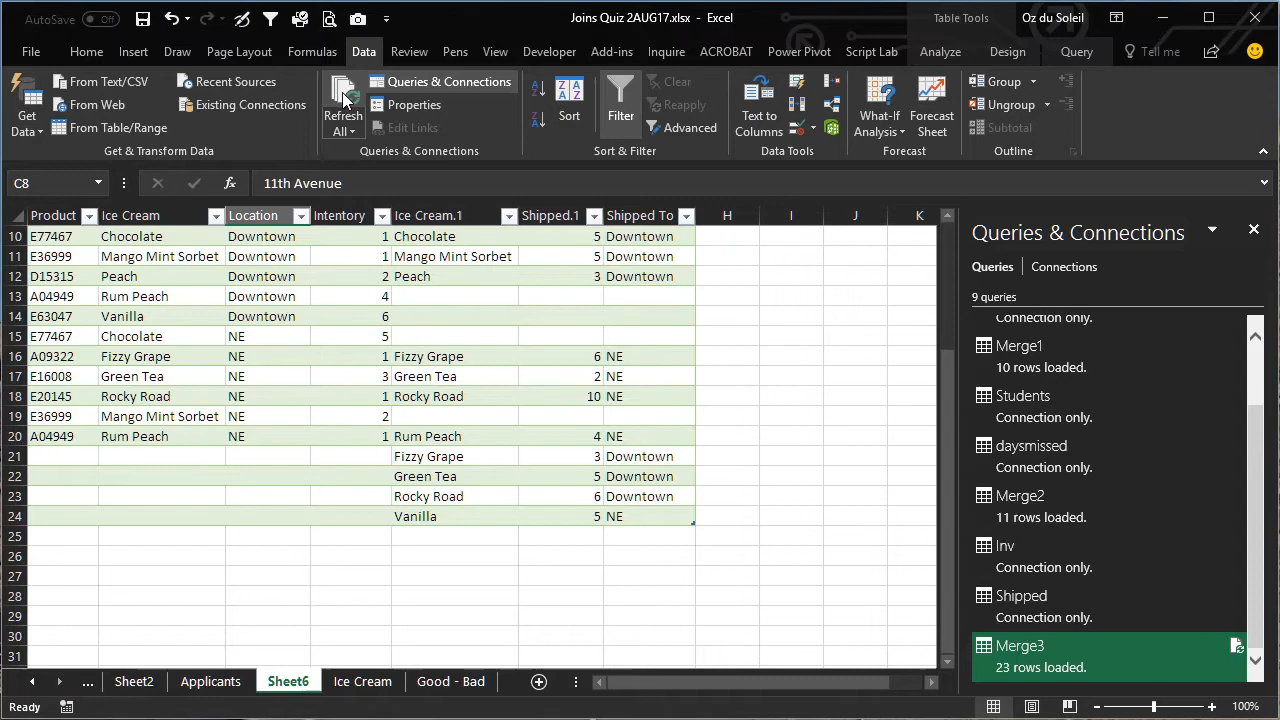 AutoSave Off Joins Quiz 2AUG17.xlsx - Excel Table Tools Oz du Soleil
File Home Insert Draw Page Layout Formulas Data Review Pens View Developer Add-ins Inquire ACROBAT Power Pivot Script Lab Analyze Design Query Tell me
Get Data
From Text/CSV
From Web
From Table/Range
Recent Sources
Existing Connections
Get & Transform Data
Refresh All
Queries & Connections
Properties
Edit Links
Queries & Connections
Sort
Filter
Clear
Reapply
Advanced
Sort & Filter
Text to Columns
Data Tools
What-If Analysis
Forecast Sheet
Forecast
Group
Ungroup
Subtotal
Outline
C8 fx 11th Avenue
Product Ice Cream Location Intentory Ice Cream.1 Shipped.1 Shipped To H I J K
10 E77467 Chocolate Downtown 1 Chocolate 5 Downtown
11 E36999 Mango Mint Sorbet Downtown 1 Mango Mint Sorbet 5 Downtown
12 D15315 Peach Downtown 2 Peach 3 Downtown
13 A04949 Rum Peach Downtown 4
14 E63047 Vanilla Downtown 6
15 E77467 Chocolate NE 5
16 A09322 Fizzy Grape NE 1 Fizzy Grape 6 NE
17 E16008 Green Tea NE 3 Green Tea 2 NE
18 E20145 Rocky Road NE 1 Rocky Road 10 NE
19 E36999 Mango Mint Sorbet NE 2
20 A04949 Rum Peach NE 1 Rum Peach 4 NE
21 Fizzy Grape 3 Downtown
22 Green Tea 5 Downtown
23 Rocky Road 6 Downtown
24 Vanilla 5 NE
25
26
27
28
29
30
31
Queries & Connections
Queries Connections
9 queries
Connection only.
Merge1
10 rows loaded.
Students
Connection only.
daysmissed
Connection only.
Merge2
11 rows loaded.
Inv
Connection only.
Shipped
Connection only.
Merge3
23 rows loaded.
... Sheet2 Applicants Sheet6 Ice Cream Good - Bad
Ready 100%